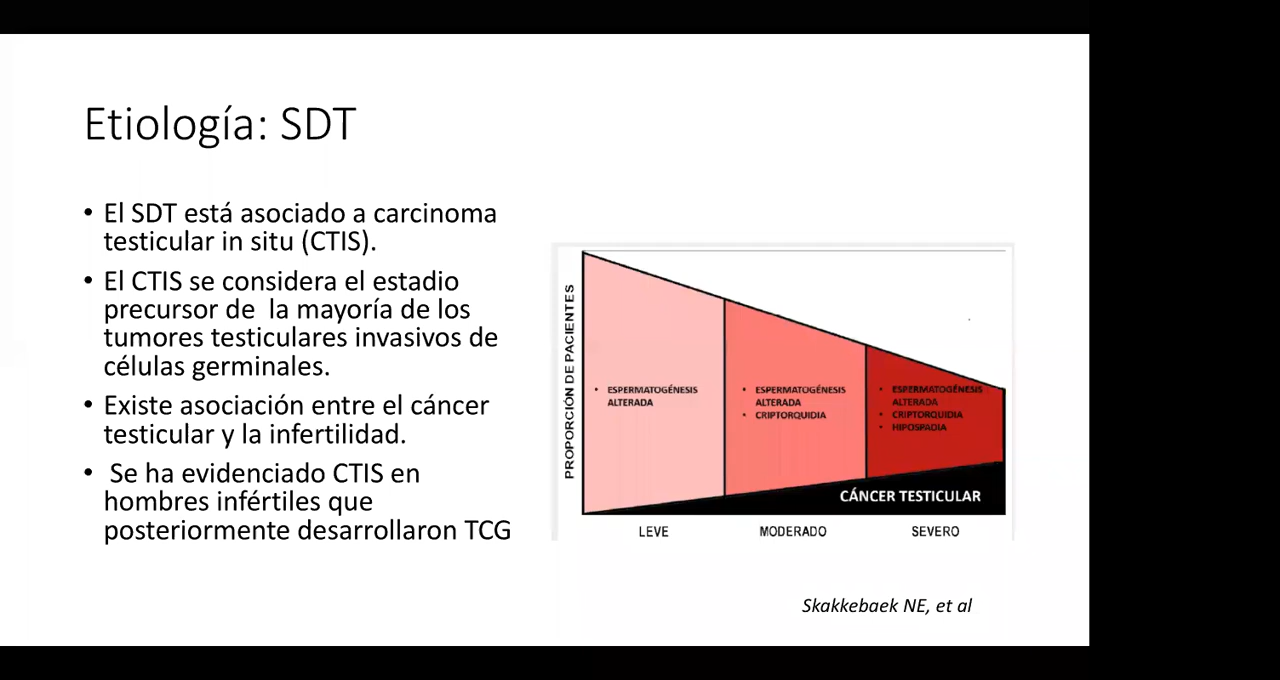 Etiología: SDT
• El SDT está asociado a carcinoma
testicular in situ (CTIS).
• El CTIS se considera el estadio
precursor de  la mayoría de los
tumores testiculares invasivos de
células germinales.
• Existe asociación entre el cáncer
testicular y la infertilidad.
•  Se ha evidenciado CTIS en
hombres infértiles que
posteriormente desarrollaron TCG
PROPORCIÓN DE PACIENTES
• ESPERMATOGÉNESIS
ALTERADA
• ESPERMATOGÉNESIS
ALTERADA
• CRIPTORQUIDIA
• ESPERMATOGÉNESIS
ALTERADA
• CRIPTORQUIDIA
• HIPOSPADIA
CÁNCER TESTICULAR
LEVE
MODERADO
SEVERO
Skakkebaek NE, et al